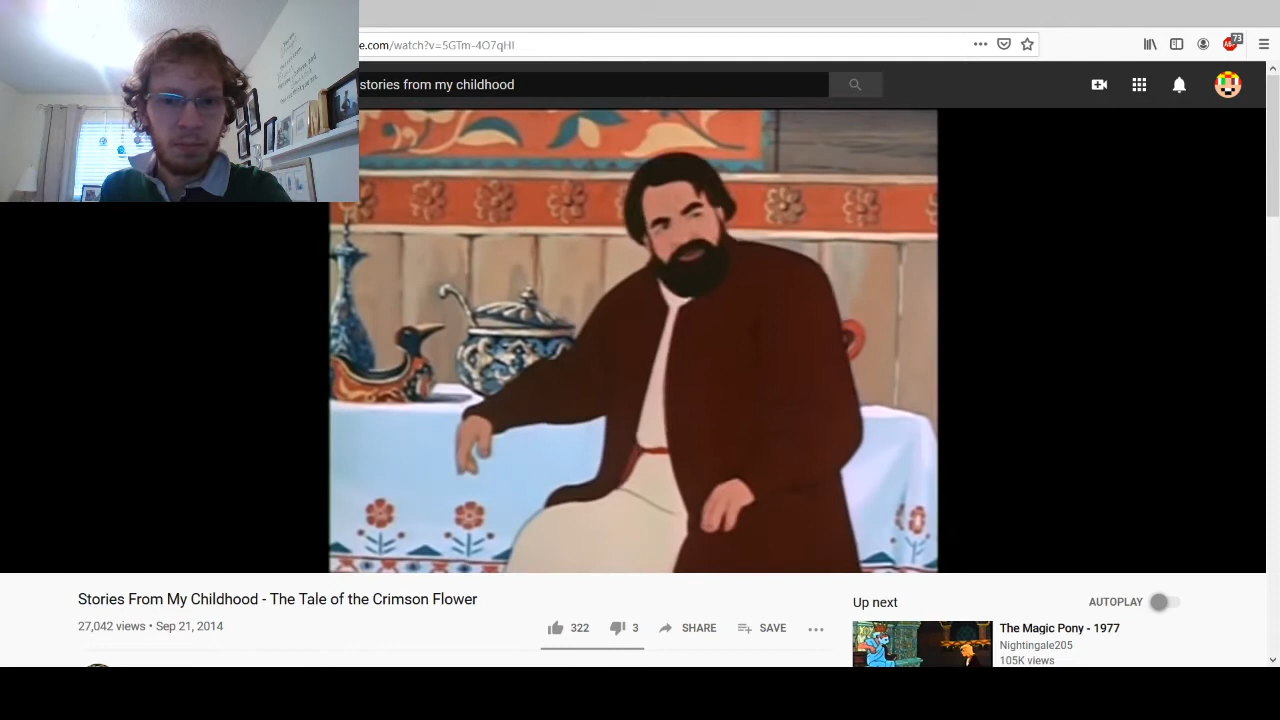 e.com/watch?v=5GTm-4O7qHI
73
stories from my childhood
Stories From My Childhood - The Tale of the Crimson Flower
27,042 views • Sep 21, 2014
322
3
SHARE
SAVE
Up next
AUTOPLAY
The Magic Pony - 1977
Nightingale205
105K views